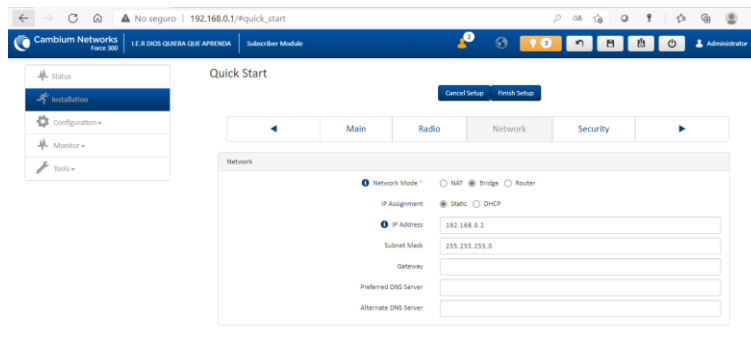 No seguro | 192.168.0.1/#quick_start
Cambium Networks
Force 300
I.E.R DIOS QUIERA QUE APRENDA
Subscriber Module
2
3
Administrator
Status
Installation
Configuration
Monitor
Tools
Quick Start
Cancel Setup
Finish Setup
Main
Radio
Network
Security
Network
Network Mode * NAT Bridge Router
IP Assignment Static DHCP
IP Address 192.168.0.2
Subnet Mask 255.255.255.0
Gateway
Preferred DNS Server
Alternate DNS Server